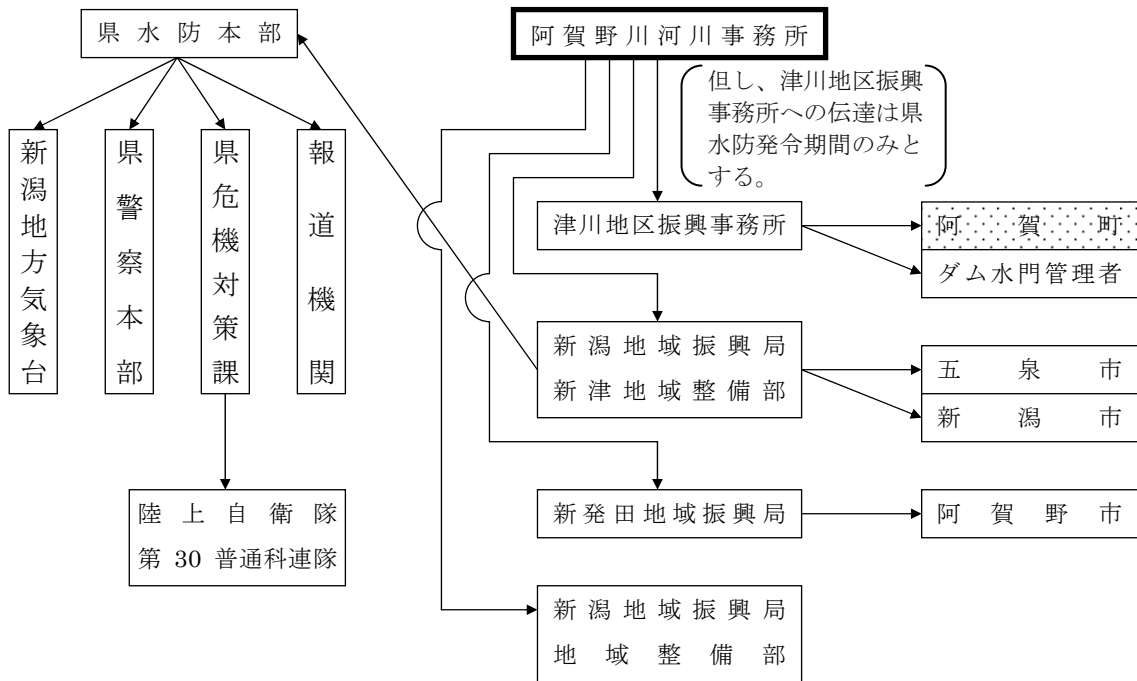 県水防本部
阿賀野川河川事務所
但し、津川地区振興
事務所への伝達は県
水防発令期間のみと
する。
新潟地方気象台
県警察本部
県危機対策課
報道機関
津川地区振興事務所
阿賀町
ダム水門管理者
新潟地域振興局
新津地域整備部
五泉市
新潟市
陸上自衛隊
第 30 普通科連隊
新発田地域振興局
阿賀野市
新潟地域振興局
地域整備部